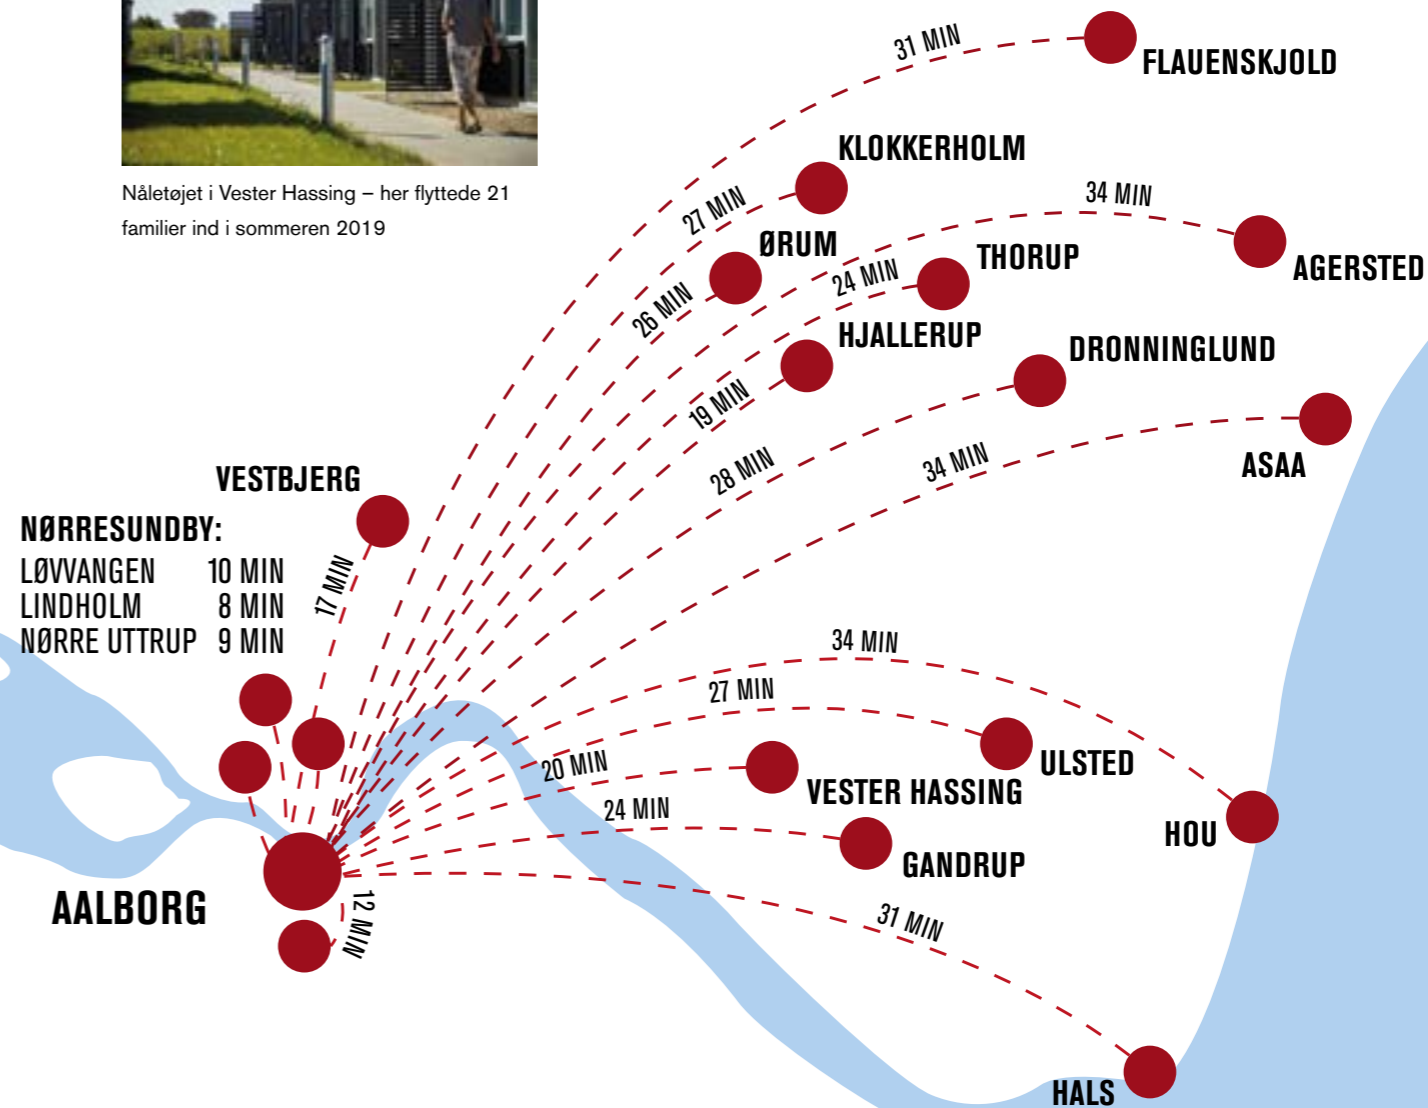 Nåletøjet i Vester Hassing – her flyttede 21
familier ind i sommeren 2019
31 MIN
FLAUENSKJOLD
KLOKKERHOLM
27 MIN
34 MIN
AGERSTED
ØRUM
26 MIN
THORUP
24 MIN
HJALLERUP
19 MIN
DRONNINGLUND
28 MIN
34 MIN
ASAA
VESTBJERG
17 MIN
NØRRESUNDBY:
LØVVANGEN 10 MIN
LINDHOLM 8 MIN
NØRRE UTTRUP 9 MIN
34 MIN
27 MIN
ULSTED
20 MIN
VESTER HASSING
24 MIN
HOU
GANDRUP
AALBORG
12 MIN
31 MIN
HALS